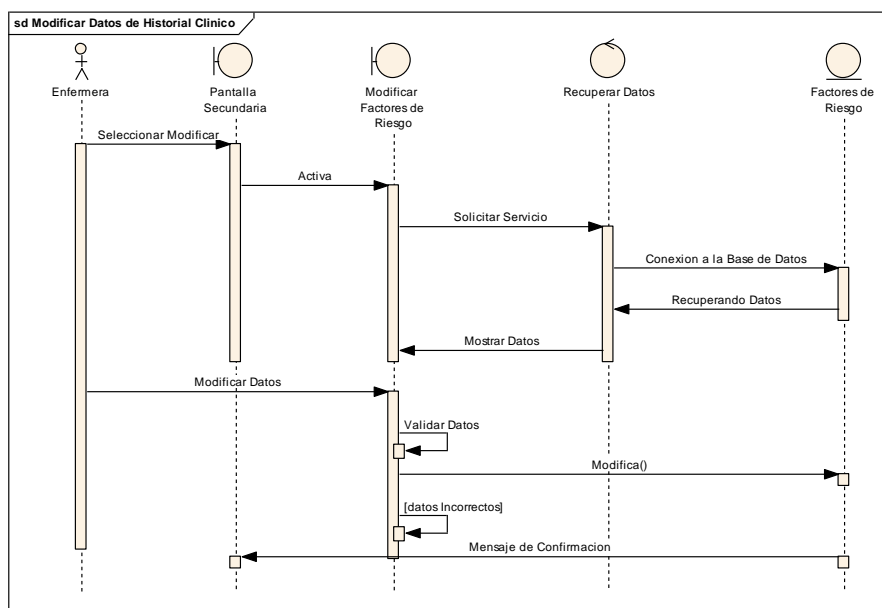 sd Modificar Datos de Historial Clinico
Enfermera
Pantalla
Secundaria
Modificar
Factores de
Riesgo
Recuperar Datos
Factores de
Riesgo
Seleccionar Modificar
Activa
Solicitar Servicio
Conexion a la Base de Datos
Recuperando Datos
Mostrar Datos
Modificar Datos
Validar Datos
Modifica()
[datos Incorrectos]
Mensaje de Confirmacion